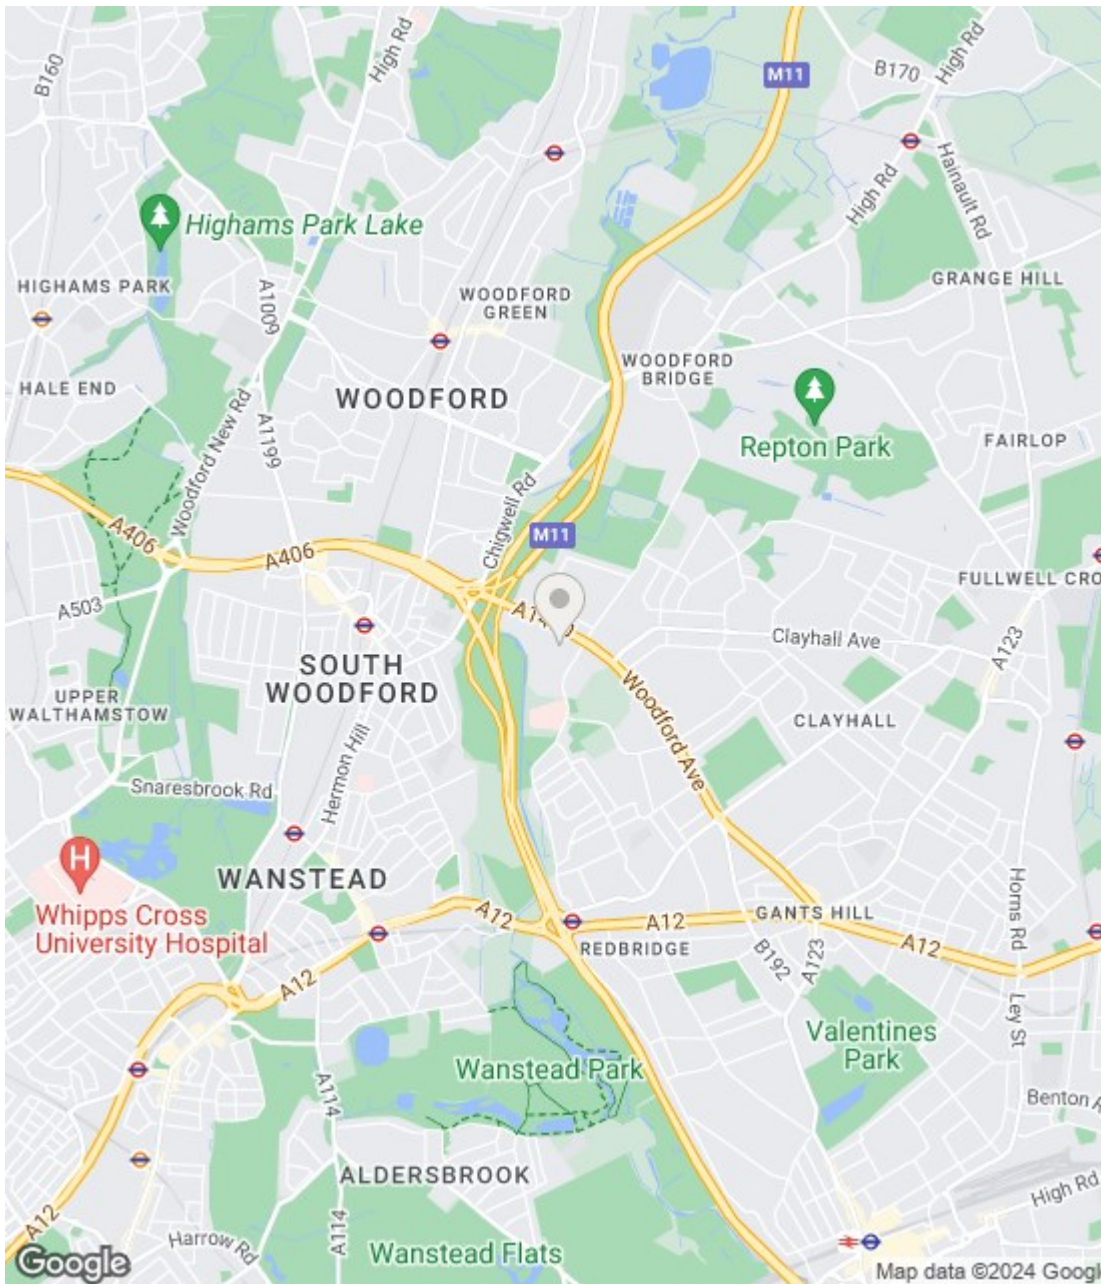 B160
High Rd
M11
B170
High Rd
Hainault Rd
High Rd
Highams Park Lake
HIGHAMS PARK
A1009
WOODFORD
GREEN
GRANGE HILL
WOODFORD
BRIDGE
HALE END
WOODFORD
Woodford New Rd
A1199
Repton Park
FAIRLOP
Chigwell Rd
M11
A406
A406
FULLWELL CRO
A503
Clayhall Ave
A123
SOUTH
WOODFORD
UPPER
WALTHAMSTOW
Woodford Ave
CLAYHALL
Hermon Hill
Snaresbrook Rd
H
WANSTEAD
Whipps Cross
University Hospital
A12
A12
GANTS HILL
Horns Rd
REDBRIDGE
B192
A123
A12
A12
Ley St
Valentines
Park
Wanstead Park
A114
Benton
ALDERSBROOK
High Rd
A12
A114
Harrow Rd
Wanstead Flats
Google
Map data ©2024 Googl